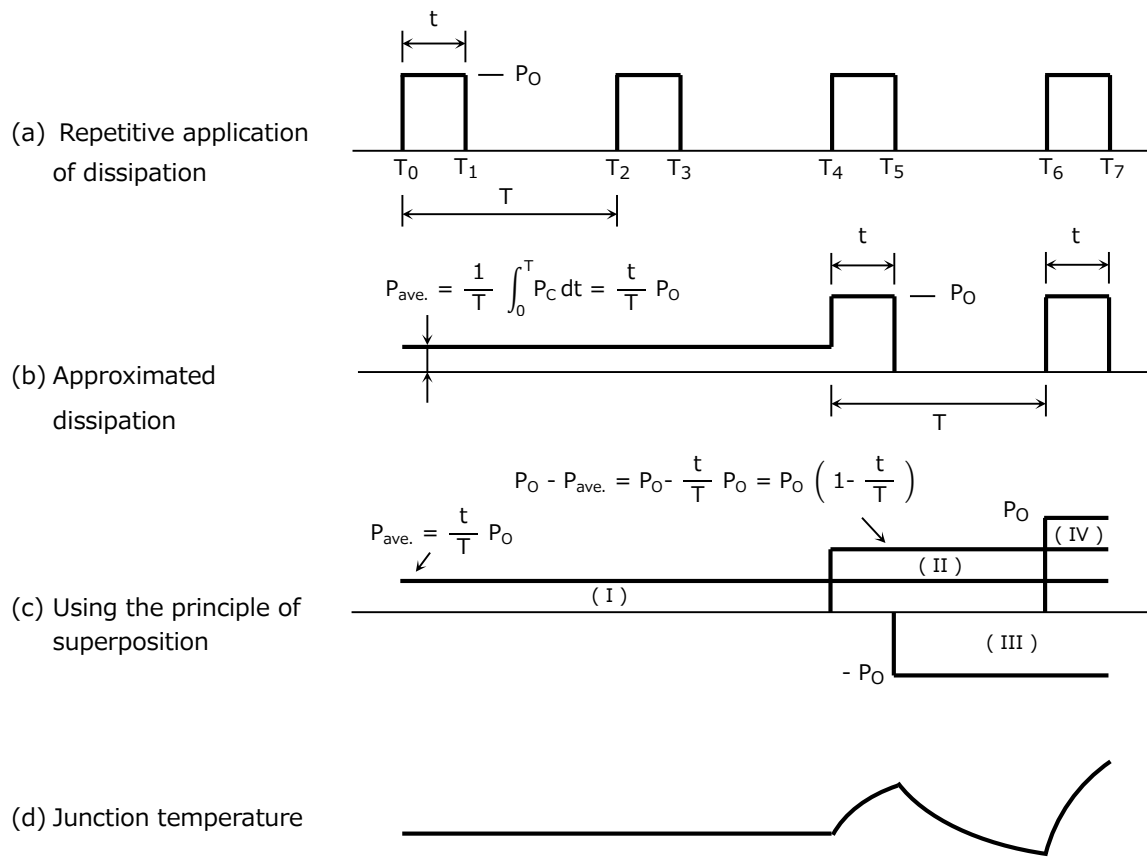 t
P_O
(a) Repetitive application
of dissipation
T_0 T_1 T_2 T_3 T_4 T_5 T_6 T_7
T
t t
P_ave. = 1/T ∫_0^T P_C dt = t/T P_O
P_O
(b) Approximated
dissipation
T
P_O - P_ave. = P_O - t/T P_O = P_O ( 1- t/T )
P_O
( IV )
P_ave. = t/T P_O
( II )
( I )
(c) Using the principle of
superposition
( III )
- P_O
(d) Junction temperature